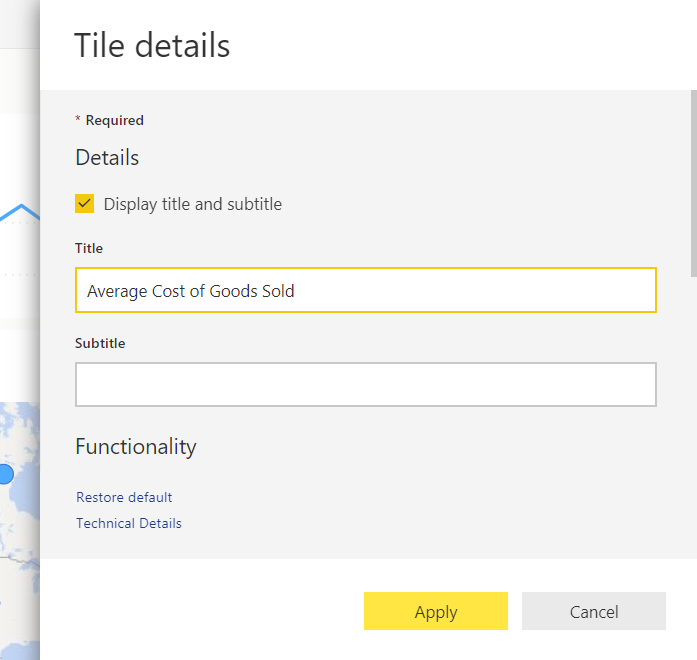 Tile details
* Required
Details
Display title and subtitle
Title
Average Cost of Goods Sold
Subtitle
Functionality
Restore default
Technical Details
Apply
Cancel